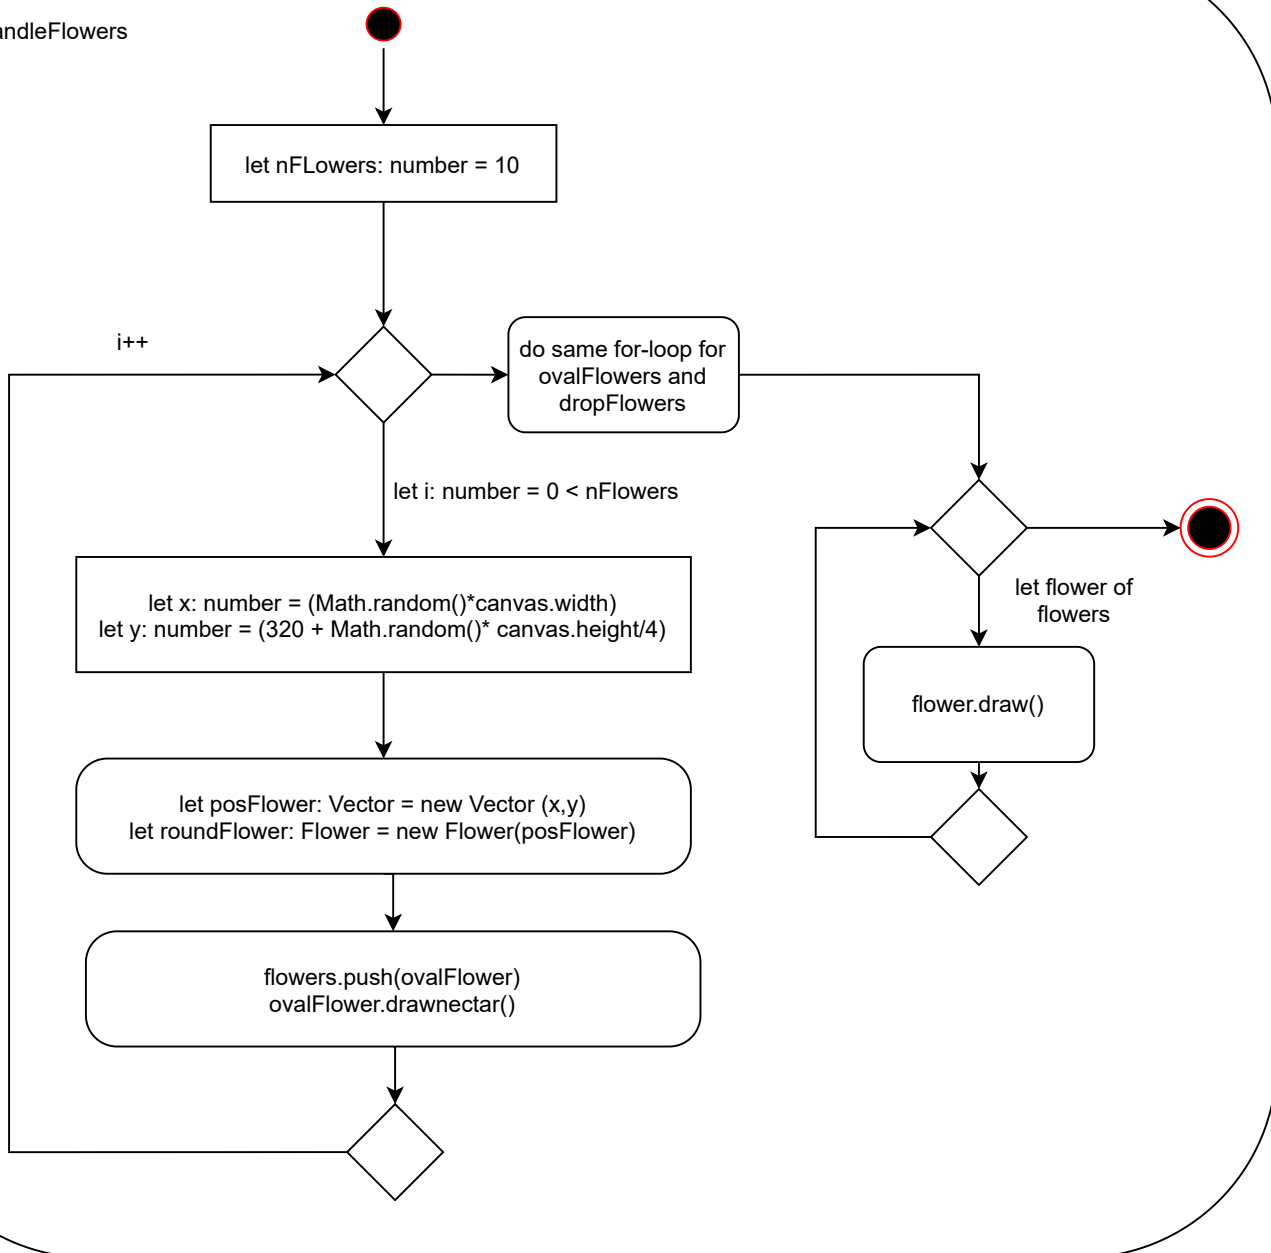 andleFlowers
let nFLowers: number = 10
i++
do same for-loop for
ovalFlowers and
dropFlowers
let i: number = 0 < nFlowers
let x: number = (Math.random()*canvas.width)
let y: number = (320 + Math.random()* canvas.height/4)
let flower of
flowers
flower.draw()
let posFlower: Vector = new Vector (x,y)
let roundFlower: Flower = new Flower(posFlower)
flowers.push(ovalFlower)
ovalFlower.drawnectar()